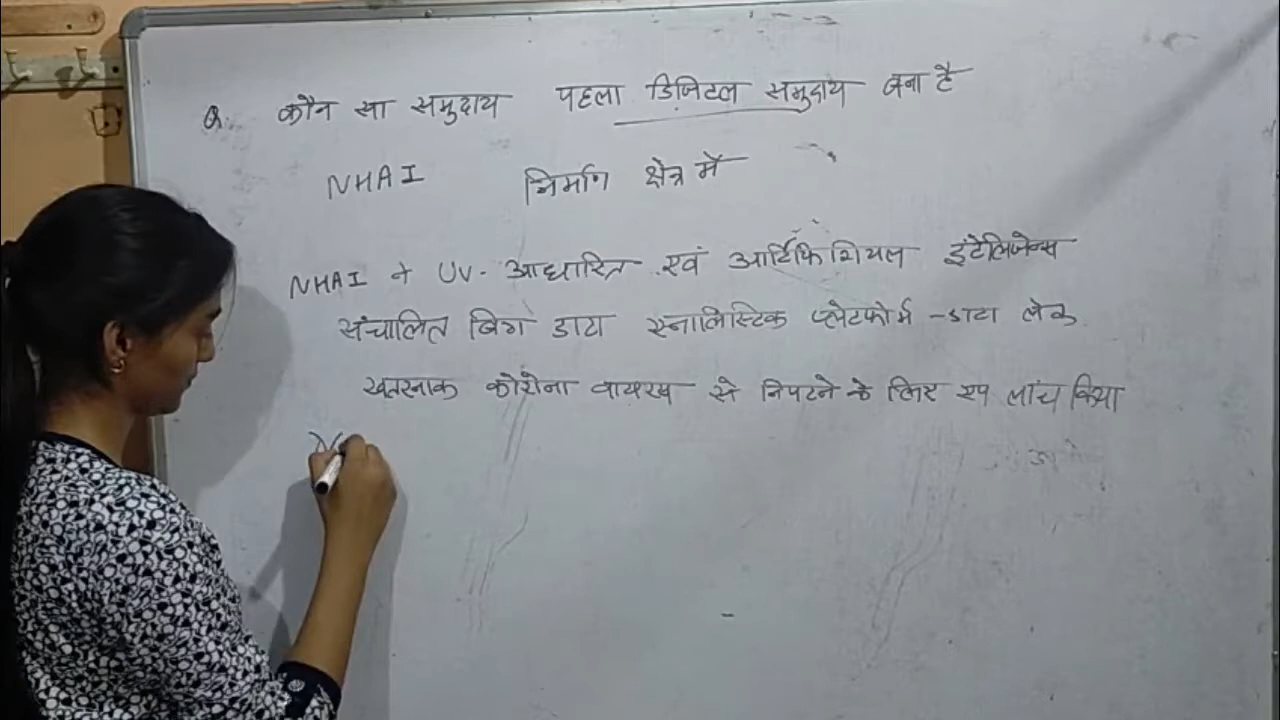 Q. कौन सा समुदाय पहला डिजिटल समुदाय बना है
NHAI निर्माण क्षेत्र में
NHAI ने UV. आधारित एवं आर्टिफिशियल इंटेलिजेन्स
संचालित बिग डाटा एनालिस्टिक प्लेटफोर्म - डाटा लेक
खतरनाक कोरोना वायरस से निपटने के लिए एप लांच किया